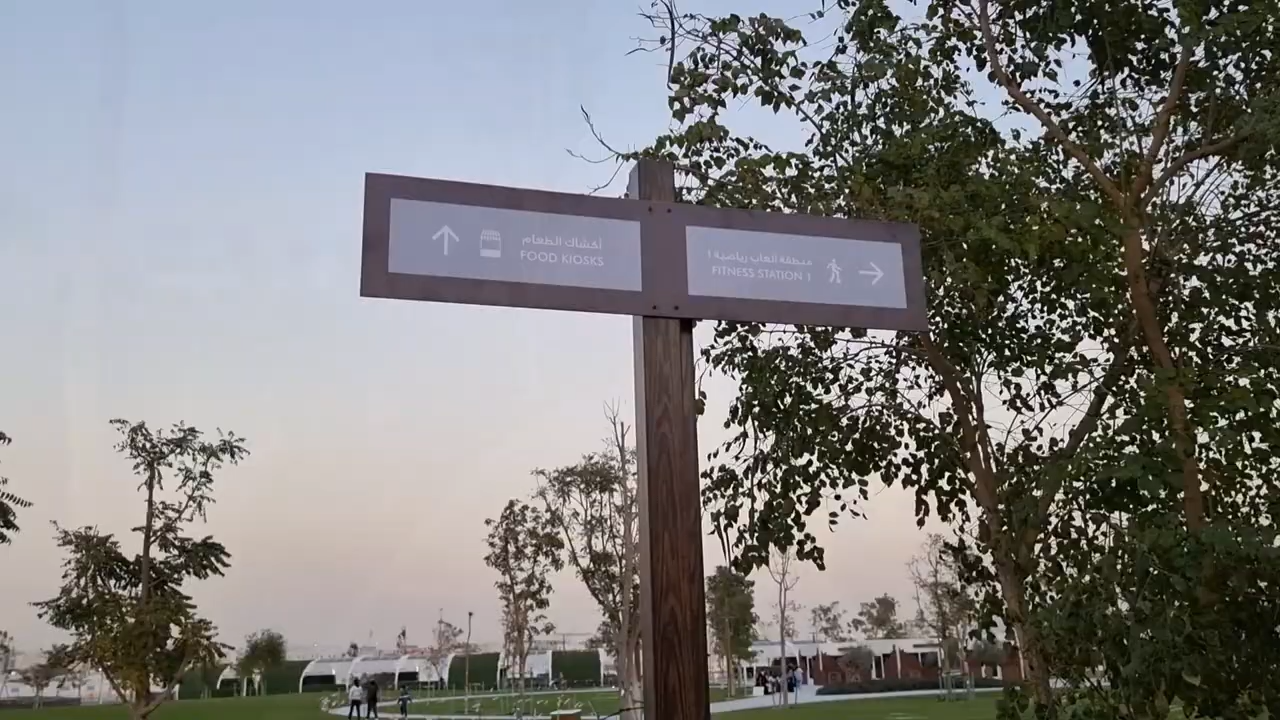 أكشاك الطعام
FOOD KIOSKS
منطقة ألعاب رياضية ١
FITNESS STATION 1